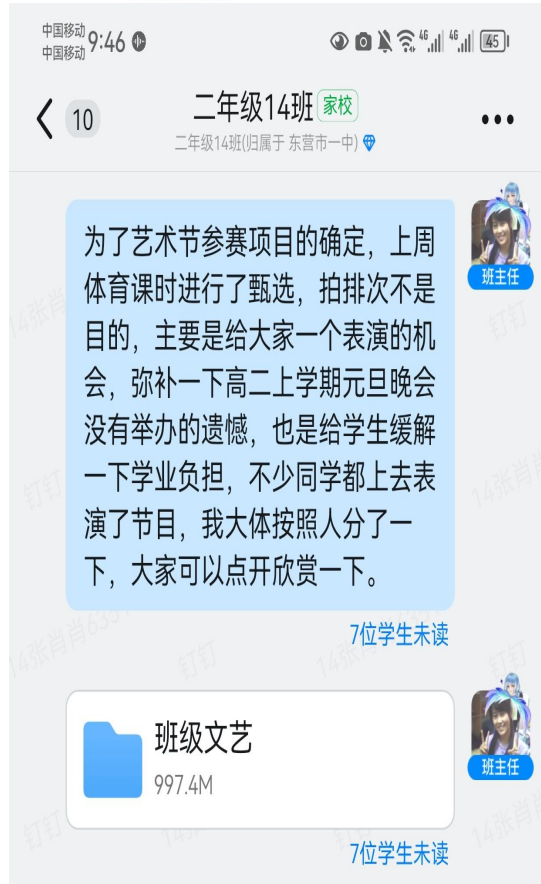 中国移动
中国移动
9:46
4G
4G
45
10
二年级14班 家校
二年级14班(归属于 东营市一中)
为了艺术节参赛项目的确定，上周
体育课时进行了甄选，拍排次不是
目的，主要是给大家一个表演的机
会，弥补一下高二上学期元旦晚会
没有举办的遗憾，也是给学生缓解
一下学业负担，不少同学都上去表
演了节目，我大体按照人分了一
下，大家可以点开欣赏一下。
班主任
7位学生未读
班级文艺
997.4M
班主任
7位学生未读
钉钉